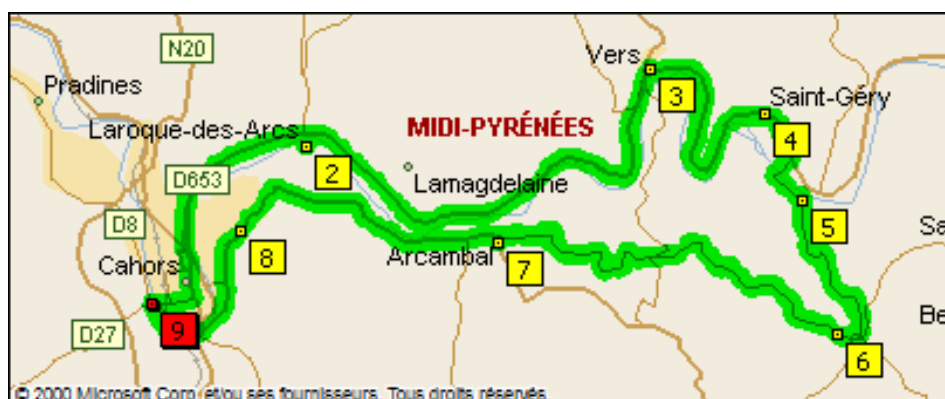 N20
Vers
Pradines
3
Saint-Géry
Laroque-des-Arcs
MIDI-PYRÉNÉES
4
2
D653
Lamagdelaine
5
D8
8
Sa
Arcambal
7
Cahors
9
D27
6
Be
© 2000 Microsoft Corp. et/ou ses fournisseurs. Tous droits réservés.